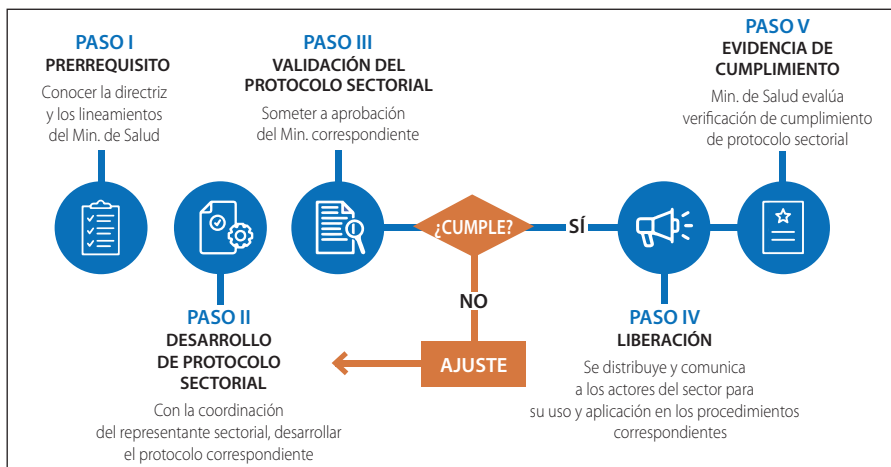 PASO I
PRERREQUISITO
Conocer la directriz
y los lineamientos
del Min. de Salud
PASO II
DESARROLLO
DE PROTOCOLO
SECTORIAL
Con la coordinación
del representante sectorial, desarrollar
el protocolo correspondiente
PASO III
VALIDACIÓN DEL
PROTOCOLO SECTORIAL
Someter a aprobación
del Min. correspondiente
¿CUMPLE?
NO
AJUSTE
SÍ
PASO IV
LIBERACIÓN
Se distribuye y comunica
a los actores del sector para
su uso y aplicación en los procedimientos
correspondientes
PASO V
EVIDENCIA DE
CUMPLIMIENTO
Min. de Salud evalúa
verificación de cumplimiento
de protocolo sectorial